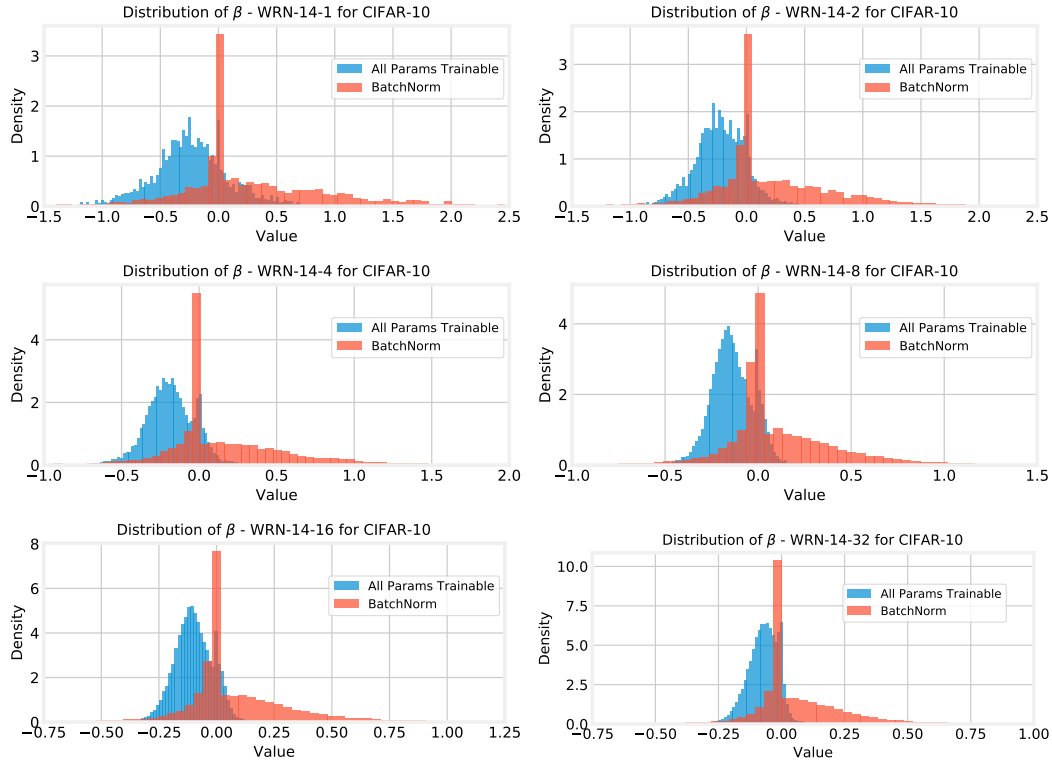 Distribution of β - WRN-14-1 for CIFAR-10
Density
3
2
1
0
All Params Trainable
BatchNorm
−1.5 −1.0 −0.5 0.0 0.5 1.0 1.5 2.0 2.5
Value
Distribution of β - WRN-14-2 for CIFAR-10
Density
3
2
1
0
All Params Trainable
BatchNorm
−1.5 −1.0 −0.5 0.0 0.5 1.0 1.5 2.0 2.5
Value
Distribution of β - WRN-14-4 for CIFAR-10
Density
4
2
0
All Params Trainable
BatchNorm
−1.0 −0.5 0.0 0.5 1.0 1.5 2.0
Value
Distribution of β - WRN-14-8 for CIFAR-10
Density
4
2
0
All Params Trainable
BatchNorm
−1.0 −0.5 0.0 0.5 1.0 1.5
Value
Distribution of β - WRN-14-16 for CIFAR-10
Density
8
6
4
2
0
All Params Trainable
BatchNorm
−0.75 −0.50 −0.25 0.00 0.25 0.50 0.75 1.00 1.25
Value
Distribution of β - WRN-14-32 for CIFAR-10
Density
10.0
7.5
5.0
2.5
0.0
All Params Trainable
BatchNorm
−0.75 −0.50 −0.25 0.00 0.25 0.50 0.75 1.00
Value